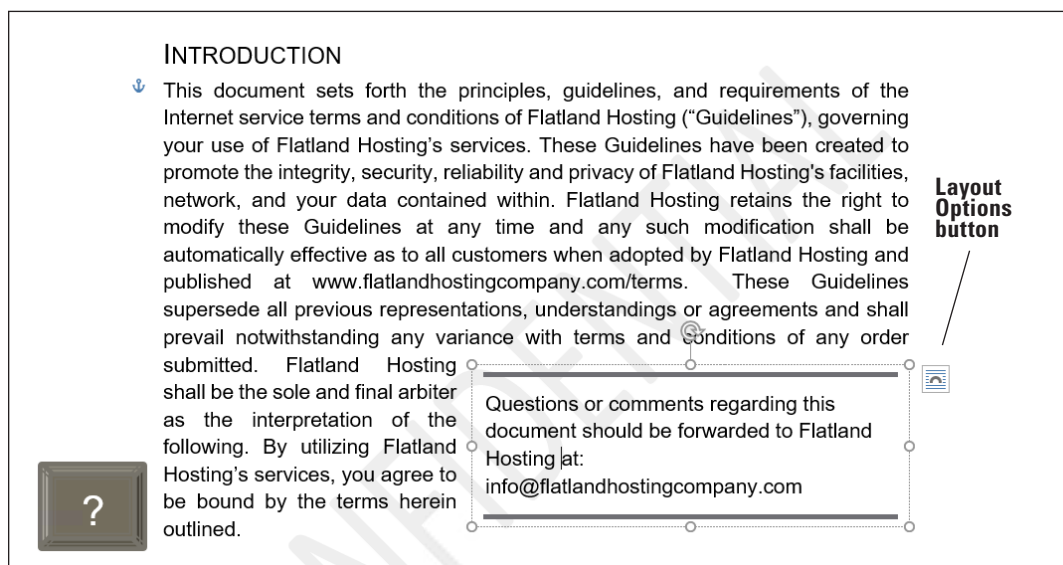 INTRODUCTION
This document sets forth the principles, guidelines, and requirements of the
Internet service terms and conditions of Flatland Hosting (“Guidelines”), governing
your use of Flatland Hosting’s services. These Guidelines have been created to
promote the integrity, security, reliability and privacy of Flatland Hosting's facilities,
network, and your data contained within. Flatland Hosting retains the right to
modify these Guidelines at any time and any such modification shall be
automatically effective as to all customers when adopted by Flatland Hosting and
published at www.flatlandhostingcompany.com/terms. These Guidelines
supersede all previous representations, understandings or agreements and shall
prevail notwithstanding any variance with terms and conditions of any order
submitted. Flatland Hosting
shall be the sole and final arbiter
as the interpretation of the
following. By utilizing Flatland
Hosting’s services, you agree to
be bound by the terms herein
outlined.
Questions or comments regarding this
document should be forwarded to Flatland
Hosting at:
info@flatlandhostingcompany.com
?
Layout
Options
button
NFIDENTIAL